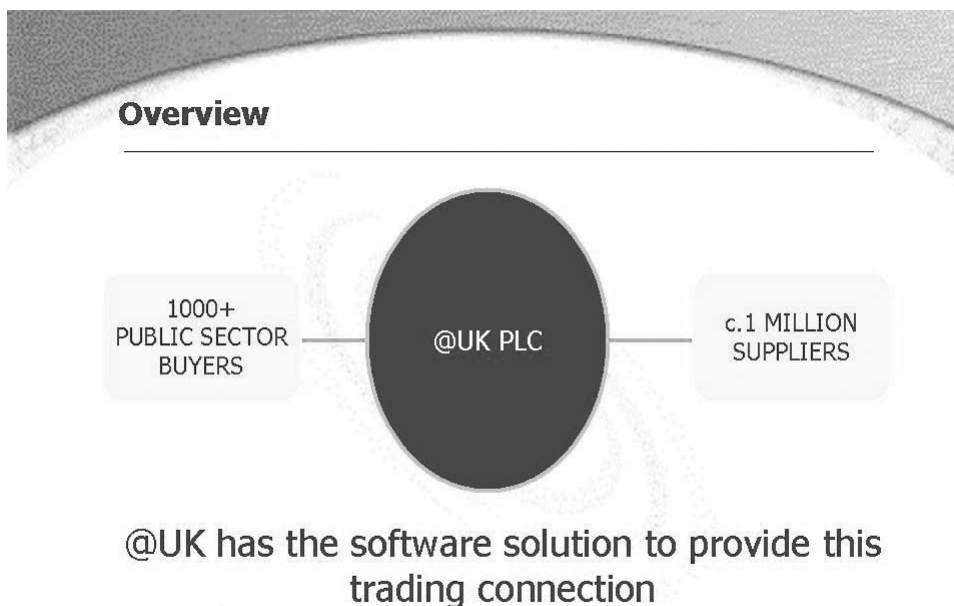 Overview
1000+
PUBLIC SECTOR
BUYERS
@UK PLC
c.1 MILLION
SUPPLIERS
@UK has the software solution to provide this
trading connection